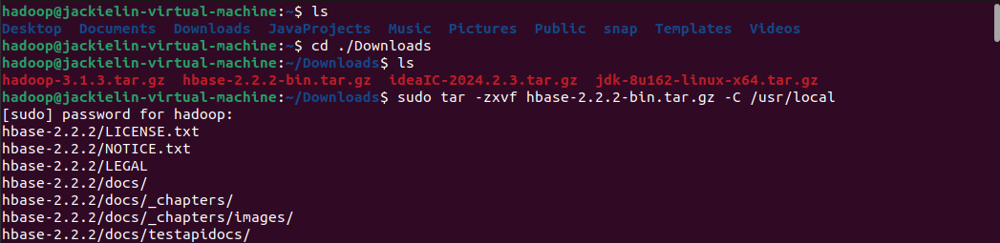 hadoop@jackielin-virtual-machine:~$ ls
Desktop Documents Downloads JavaProjects Music Pictures Public snap Templates Videos
hadoop@jackielin-virtual-machine:~$ cd ./Downloads
hadoop@jackielin-virtual-machine:~/Downloads$ ls
hadoop-3.1.3.tar.gz hbase-2.2.2-bin.tar.gz ideaIC-2024.2.3.tar.gz jdk-8u162-linux-x64.tar.gz
hadoop@jackielin-virtual-machine:~/Downloads$ sudo tar -zxvf hbase-2.2.2-bin.tar.gz -C /usr/local
[sudo] password for hadoop:
hbase-2.2.2/LICENSE.txt
hbase-2.2.2/NOTICE.txt
hbase-2.2.2/LEGAL
hbase-2.2.2/docs/
hbase-2.2.2/docs/_chapters/
hbase-2.2.2/docs/_chapters/images/
hbase-2.2.2/docs/testapidocs/